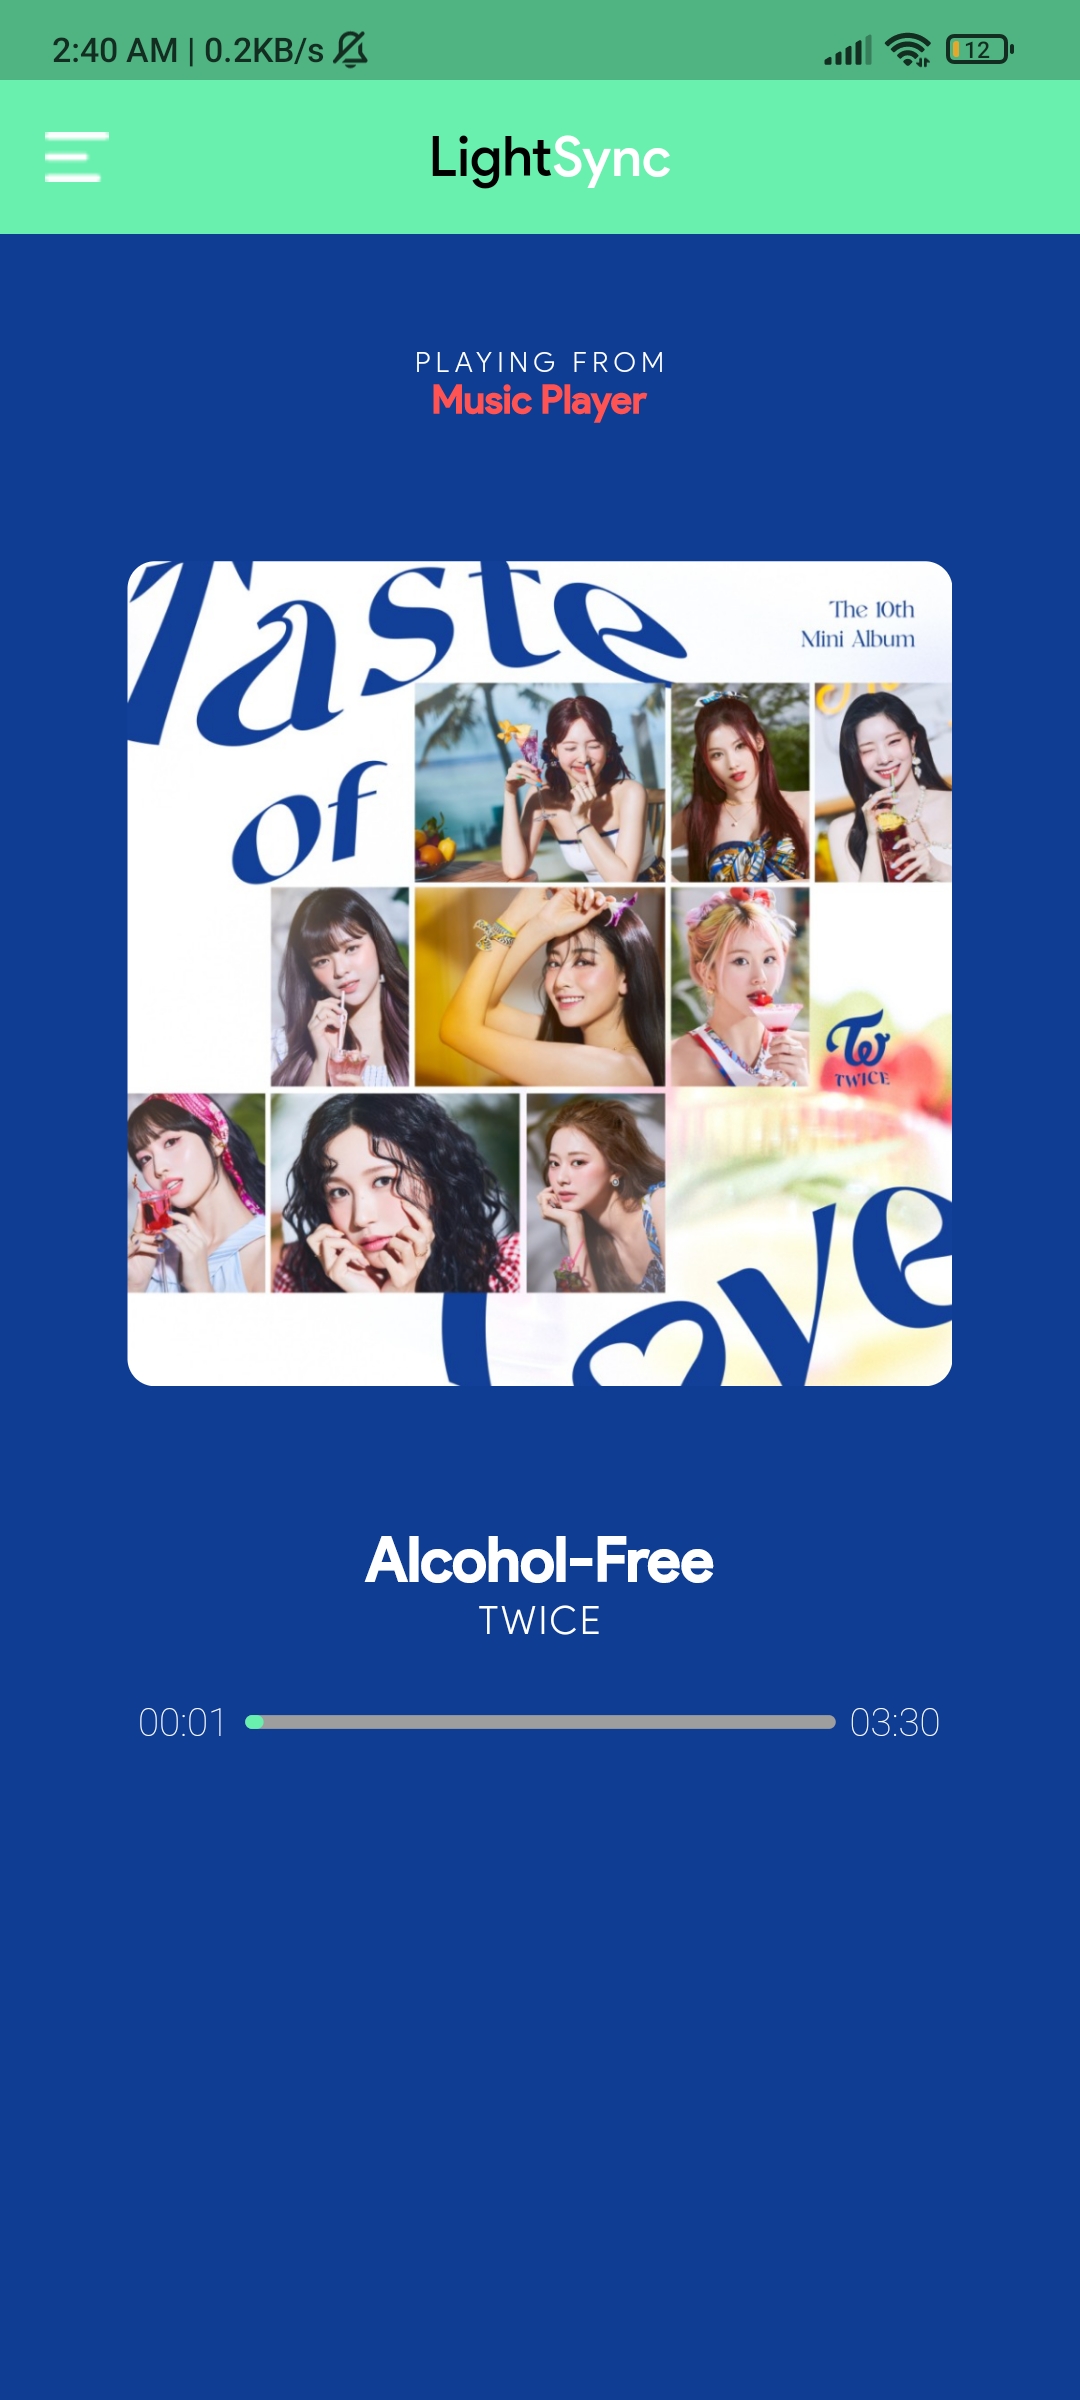 2:40 AM | 0.2KB/s
12
LightSync
PLAYING FROM
Music Player
Taste
of
Love
The 10th
Mini Album
TWICE
Alcohol-Free
TWICE
00:01
03:30